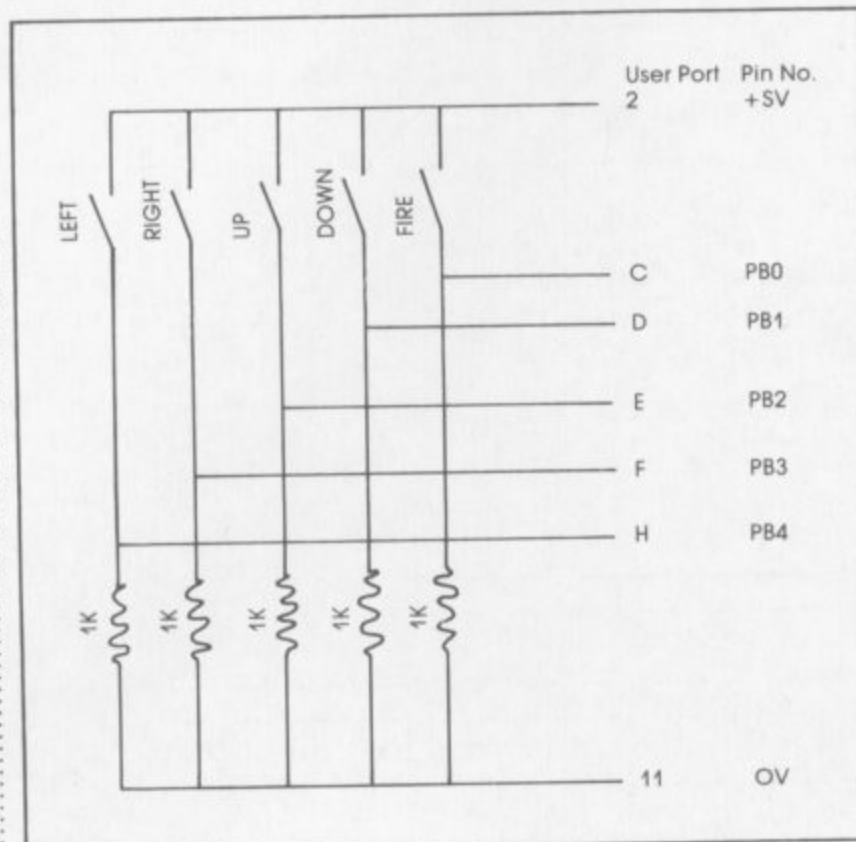 User Port Pin No.
2 +SV
LEFT RIGHT UP DOWN FIRE
C PB0
D PB1
E PB2
F PB3
H PB4
1K 1K 1K 1K 1K
11 OV